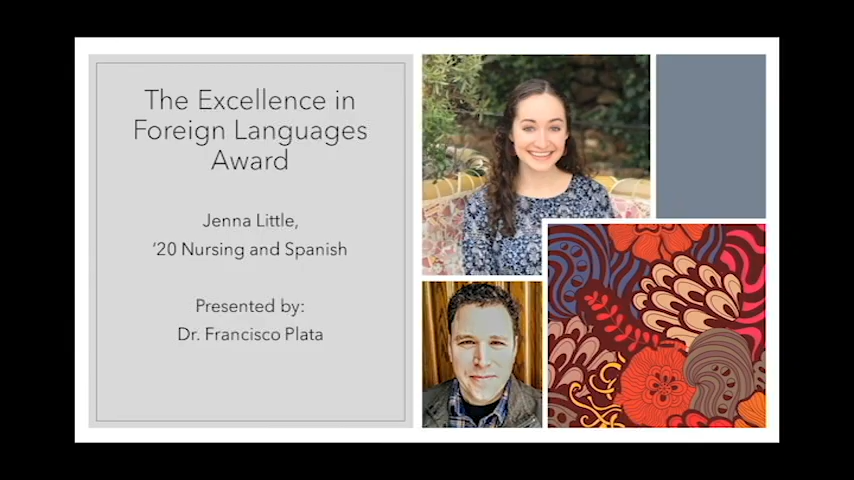 The Excellence in
Foreign Languages
Award
Jenna Little,
‘20 Nursing and Spanish
Presented by:
Dr. Francisco Plata